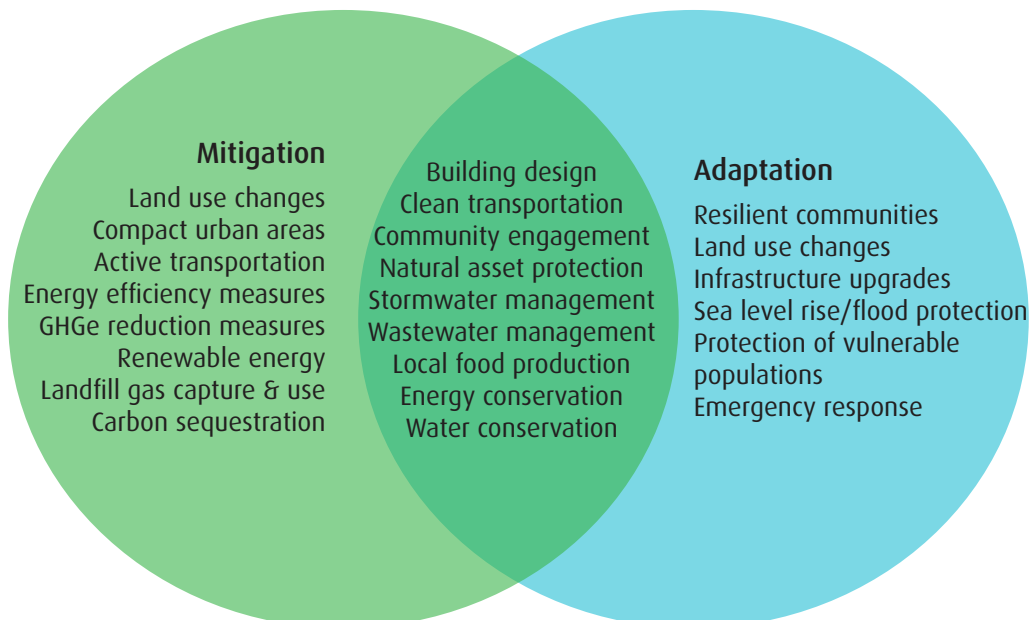 Mitigation
Land use changes
Compact urban areas
Active transportation
Energy efficiency measures
GHGe reduction measures
Renewable energy
Landfill gas capture & use
Carbon sequestration
Building design
Clean transportation
Community engagement
Natural asset protection
Stormwater management
Wastewater management
Local food production
Energy conservation
Water conservation
Adaptation
Resilient communities
Land use changes
Infrastructure upgrades
Sea level rise/flood protection
Protection of vulnerable
populations
Emergency response